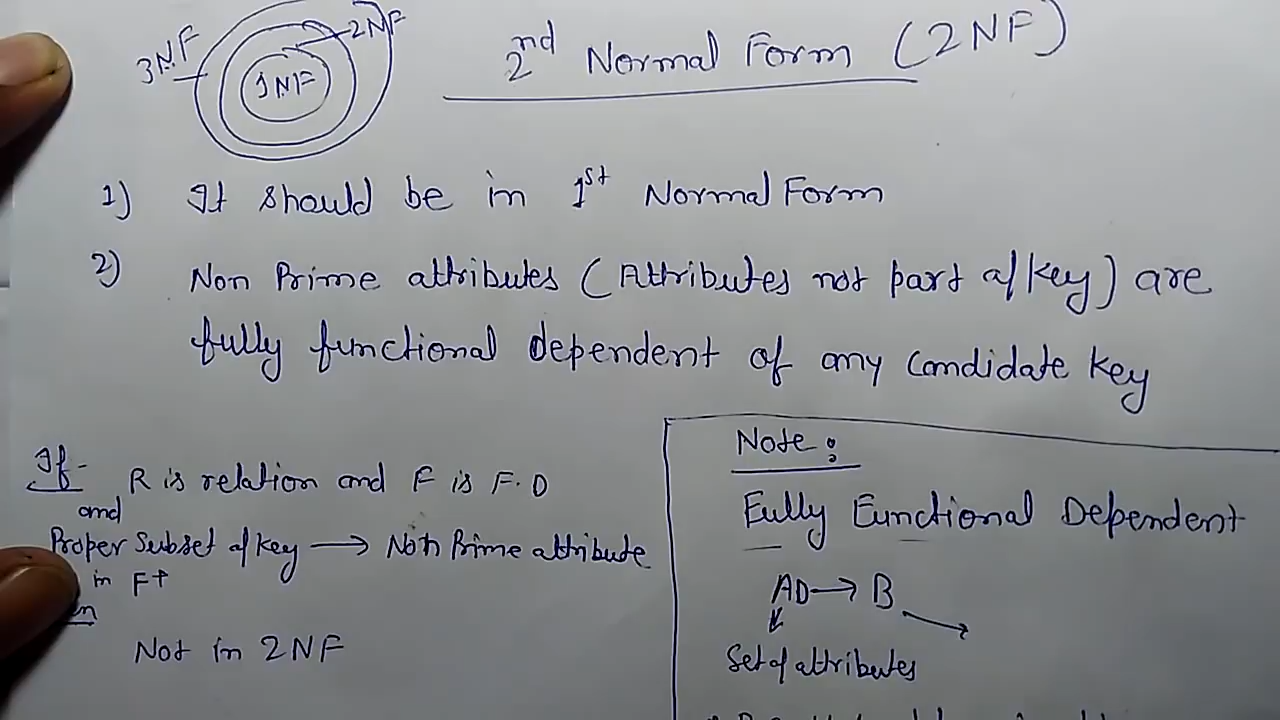 3NF
2NF
1NF
2nd Normal Form (2NF)
1) It should be in 1st Normal Form
2) Non Prime attributes (Attributes not part of key) are
fully functional dependent of any candidate key
If
R is relation and F is F.D
and
Proper Subset of key → Non Prime attribute
in F+
Not in 2NF
Note:
Fully Functional Dependent
AD → B
Set of attributes